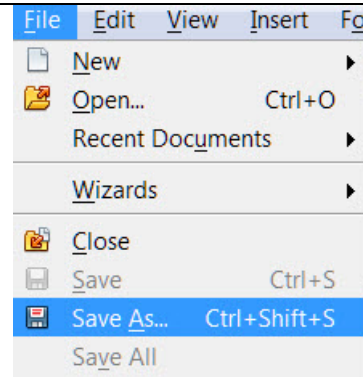 File Edit View Insert Fo
New
Open... Ctrl+O
Recent Documents
Wizards
Close
Save Ctrl+S
Save As... Ctrl+Shift+S
Save All